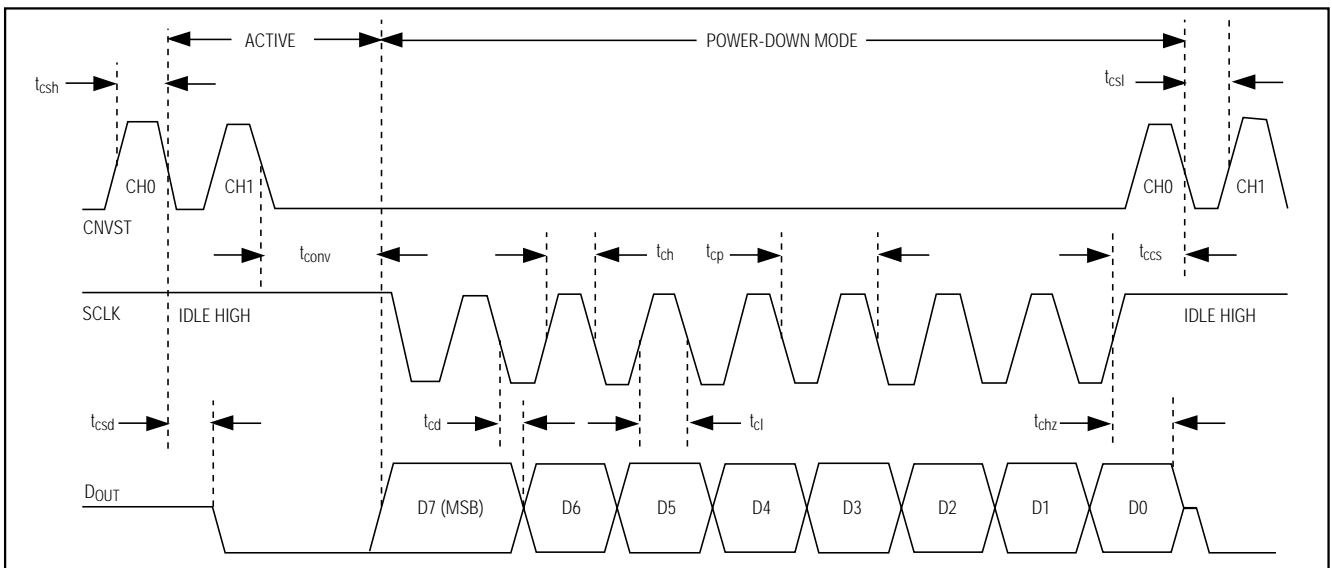 ACTIVE
POWER-DOWN MODE
tcsh
tcsl
CH0
CH1
CH0
CH1
CNVST
tconv
tch
tcp
tccs
SCLK
IDLE HIGH
IDLE HIGH
tcsd
tcd
tcl
tchz
DOUT
D7 (MSB)
D6
D5
D4
D3
D2
D1
D0